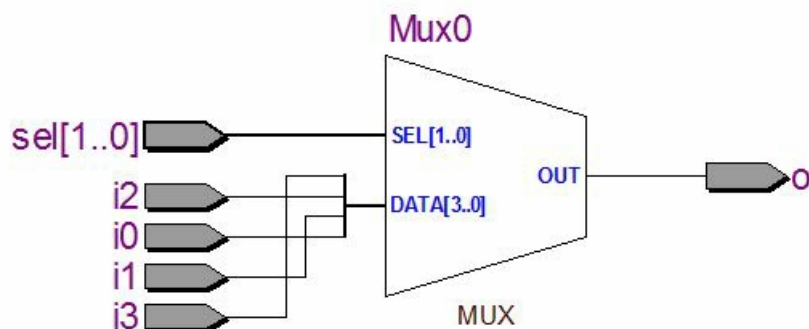 Mux0
sel[1..0]
SEL[1..0]
i2
OUT
o
i0
DATA[3..0]
i1
i3
MUX